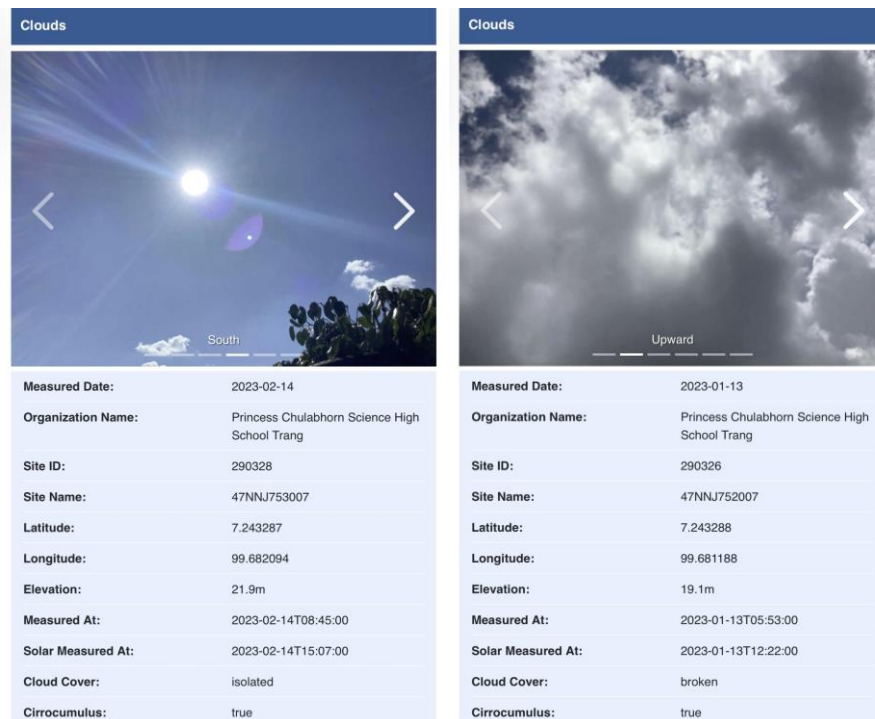 Clouds
South
Measured Date: 2023-02-14
Organization Name: Princess Chulabhorn Science High
School Trang
Site ID: 290328
Site Name: 47NNJ753007
Latitude: 7.243287
Longitude: 99.682094
Elevation: 21.9m
Measured At: 2023-02-14T08:45:00
Solar Measured At: 2023-02-14T15:07:00
Cloud Cover: isolated
Cirrocumulus: true
Clouds
Upward
Measured Date: 2023-01-13
Organization Name: Princess Chulabhorn Science High
School Trang
Site ID: 290326
Site Name: 47NNJ752007
Latitude: 7.243288
Longitude: 99.681188
Elevation: 19.1m
Measured At: 2023-01-13T05:53:00
Solar Measured At: 2023-01-13T12:22:00
Cloud Cover: broken
Cirrocumulus: true